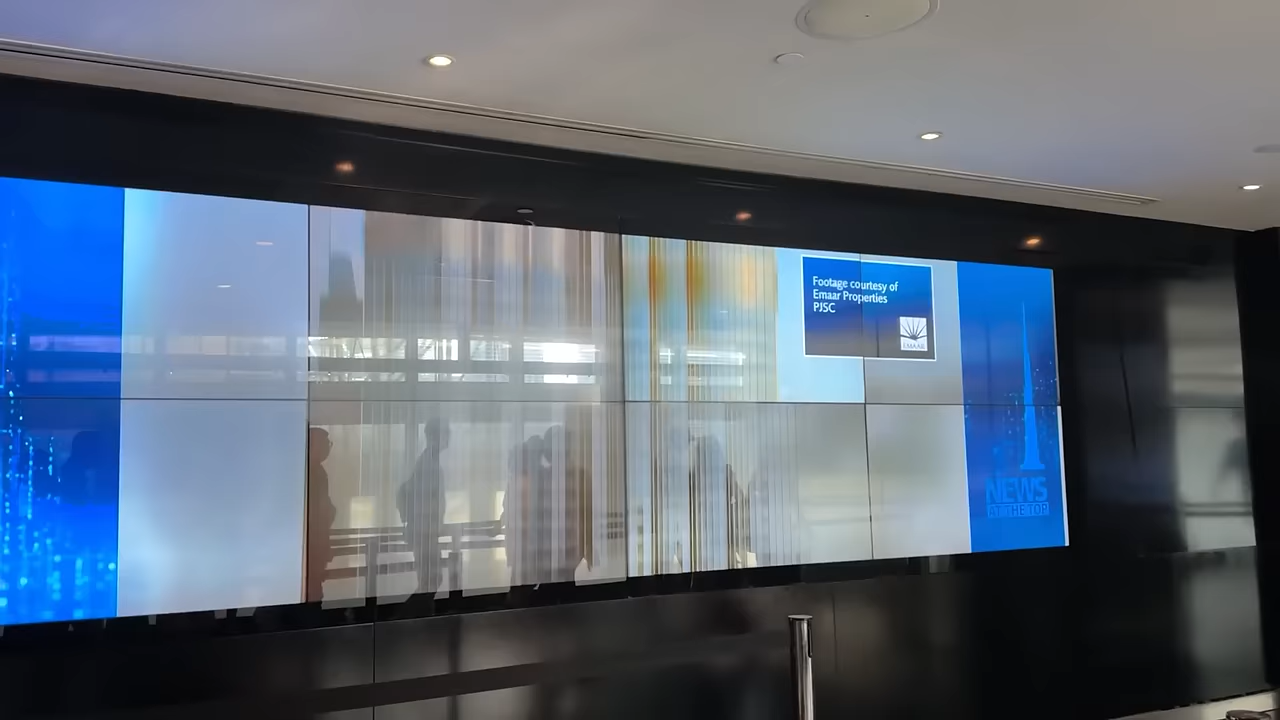 Footage courtesy of
Emaar Properties
PJSC
EMAAR
NEWS
AT THE TOP